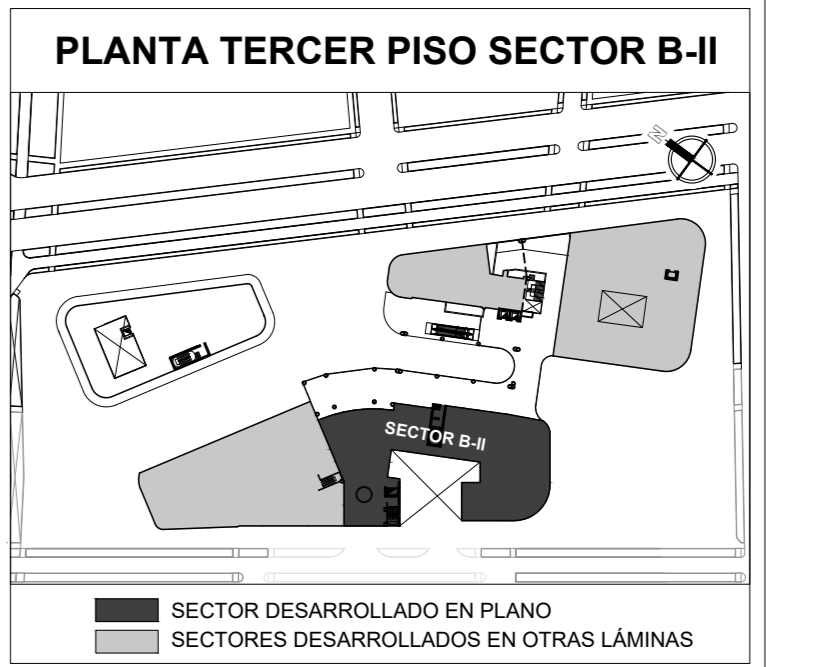 PLANTA TERCER PISO SECTOR B-II
N
SECTOR B-II
SECTOR DESARROLLADO EN PLANO
SECTORES DESARROLLADOS EN OTRAS LÁMINAS